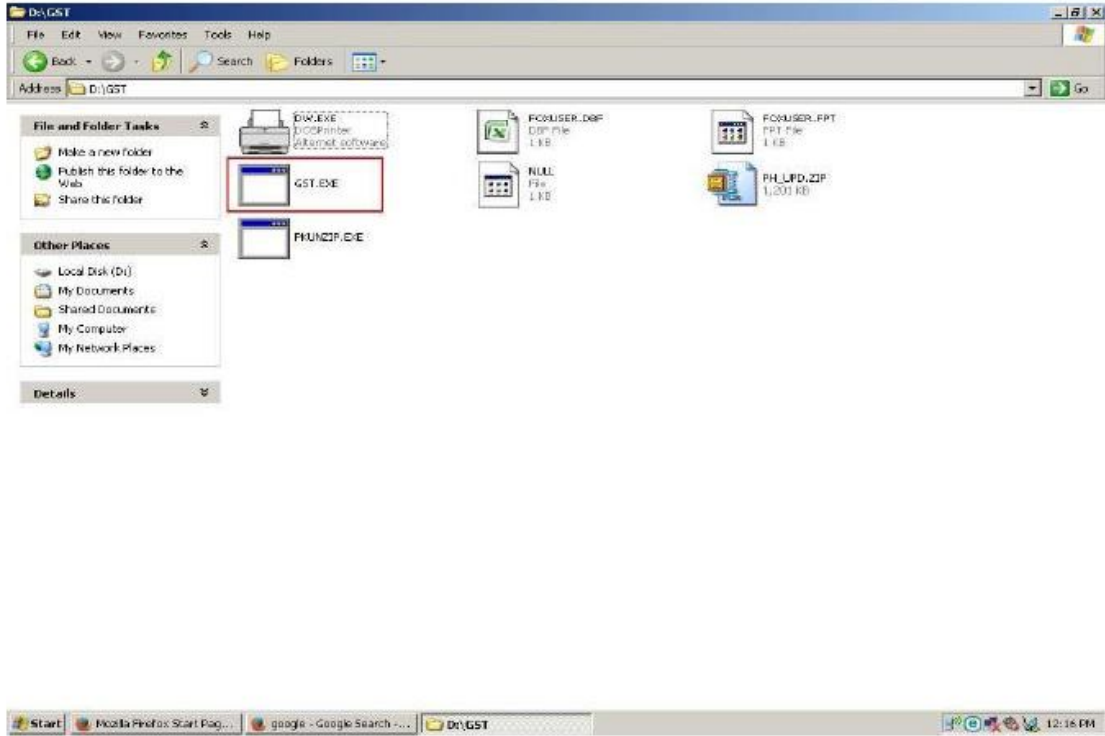 D:\GST
File Edit View Favorites Tools Help
Back Search Folders
Address D:\GST Go
File and Folder Tasks
Make a new folder
Publish this folder to the
Web
Share this folder
Other Places
Local Disk (D:)
My Documents
Shared Documents
My Computer
My Network Places
Details
DW.EXE
DOSPrinter
Alternet software
FOXUSER.DBF
DBF File
1 KB
FOXUSER.FPT
FPT File
1 KB
GST.EXE
NULL
File
1 KB
PH_UPD.ZIP
1,201 KB
PKUNZIP.EXE
Start Mozilla Firefox Start Pag... google - Google Search -... D:\GST 12:16 PM